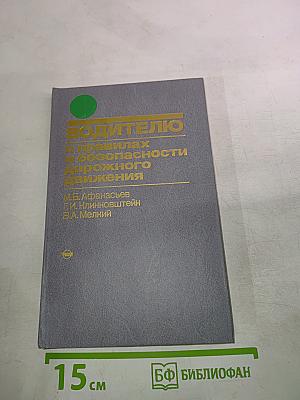 ВОДИТЕЛЮ
о правилах
и безопасности
дорожного
движения
М.Б. Афанасьев
Г.И. Клинковштейн
В.А. Мелкий
15 см
БФ БИБЛИОФАН